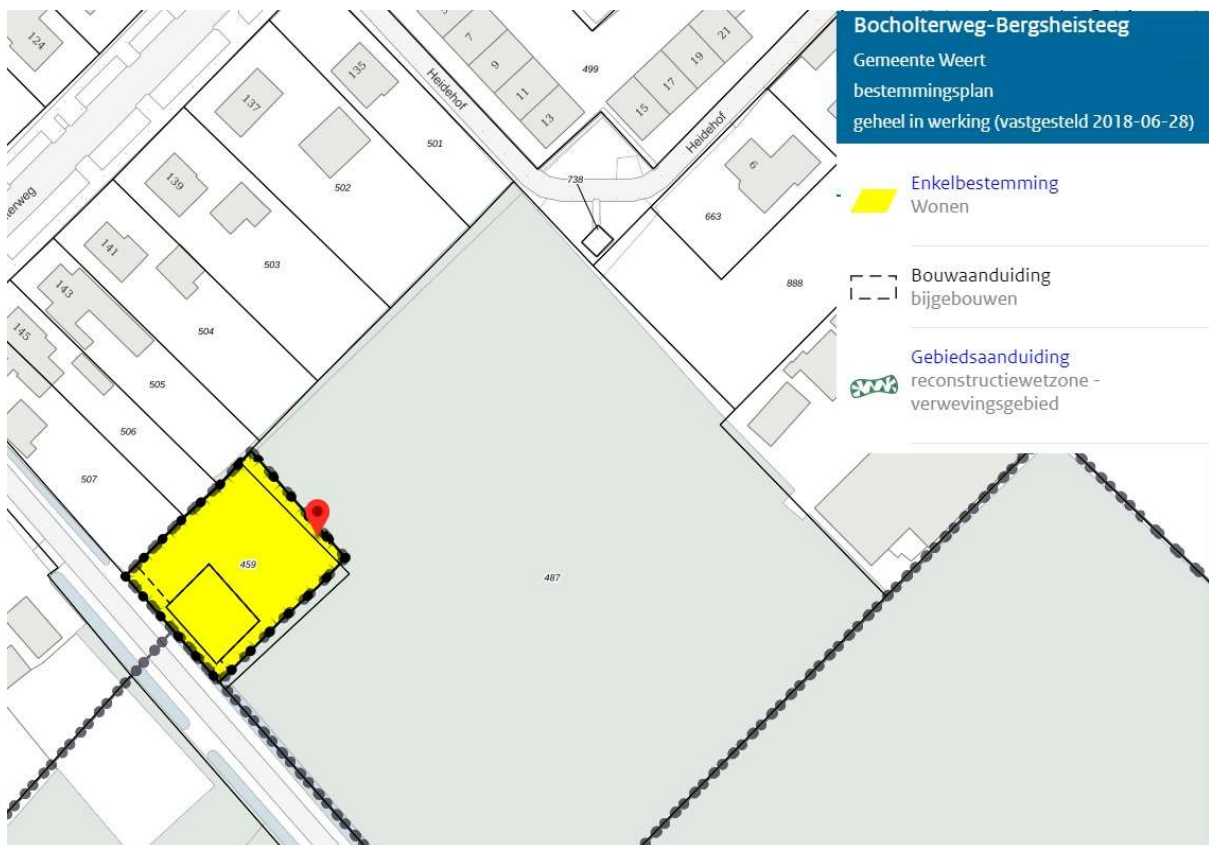 Bocholterweg-Bergsheisteeg
Gemeente Weert
bestemmingsplan
geheel in werking (vastgesteld 2018-06-28)
Enkelbestemming
Wonen
Bouwaanduiding
bijgebouwen
Gebiedsaanduiding
reconstructiewetzone -
verwevingsgebied
124
135
137
139
141
143
145
7
9
11
13
15
17
19
21
6
Heidehof
Heidehof
terweg
499
501
502
503
504
505
506
507
738
663
888
459
487